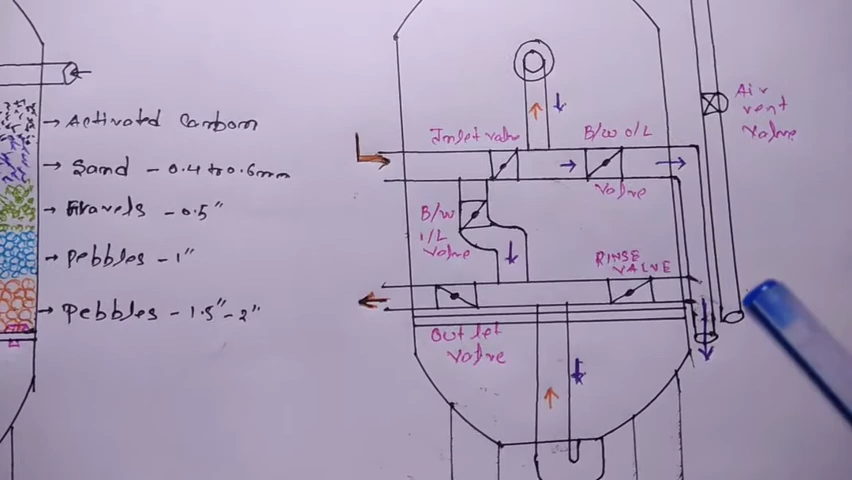 Activated Carbon
Sand - 0.4 to 0.6mm
Gravels - 0.5"
Pebbles - 1"
Pebbles - 1.5"-2"
Inlet valve
B/W O/L
Valve
Air
vent
Valve
B/W
i/L
Valve
RINSE
VALVE
Outlet
Valve